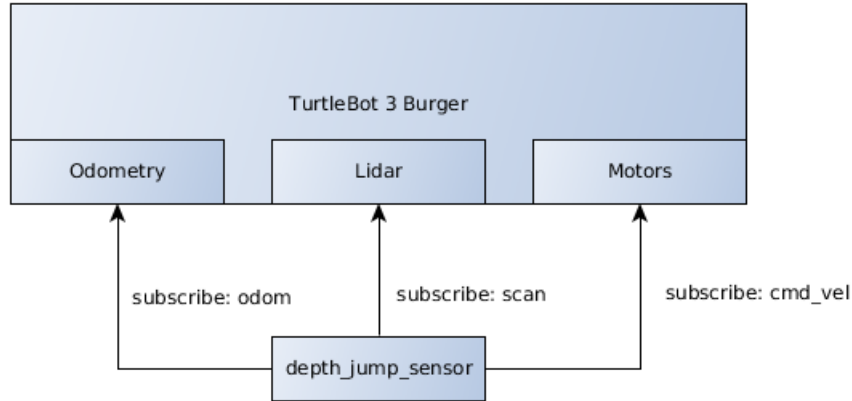 TurtleBot 3 Burger
Odometry
Lidar
Motors
subscribe: odom
subscribe: scan
subscribe: cmd_vel
depth_jump_sensor